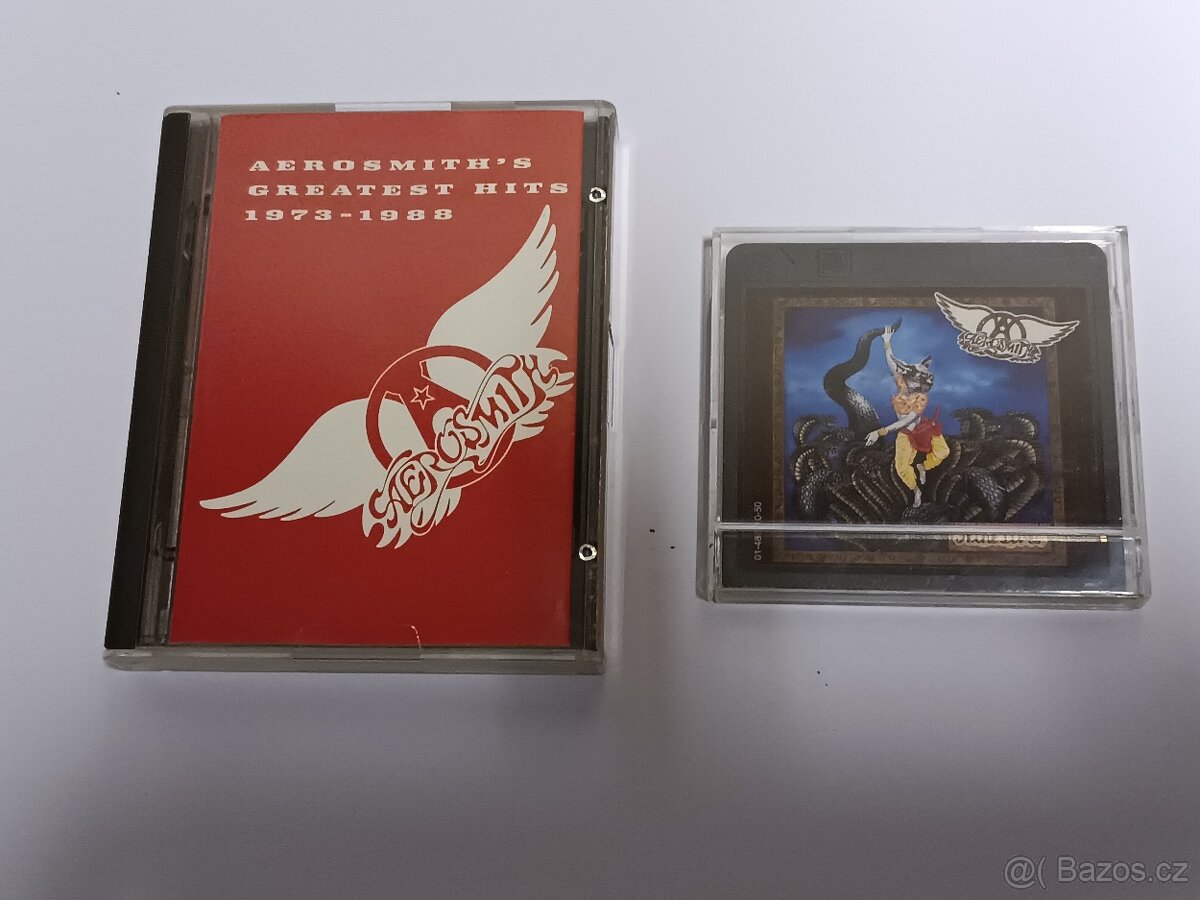 AEROSMITH'S
GREATEST HITS
1973-1988
AEROSMITH
AEROSMITH
@( Bazos.cz